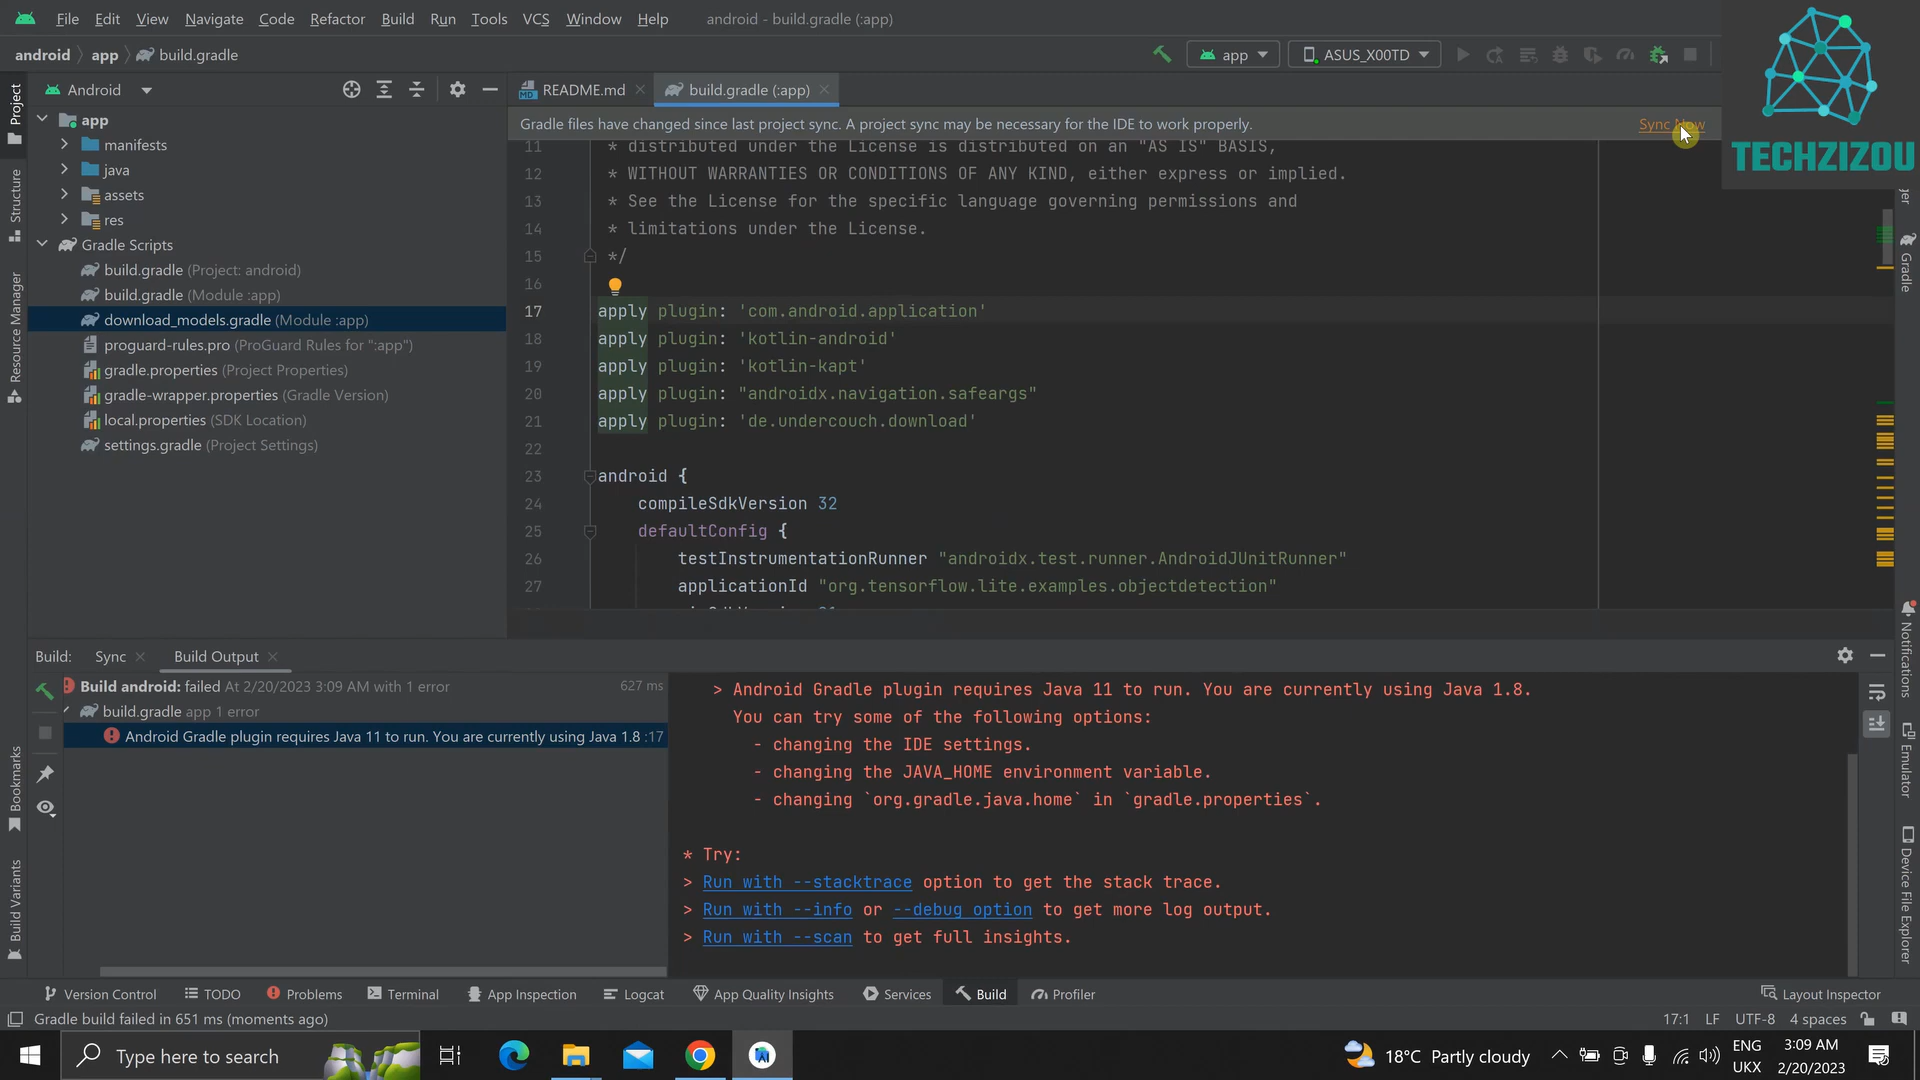 File Edit View Navigate Code Refactor Build Run Tools VCS Window Help android - build.gradle (:app)
android app build.gradle
app ASUS_X00TD
TECHZIZOU
Project
Android
README.md build.gradle (:app)
Gradle files have changed since last project sync. A project sync may be necessary for the IDE to work properly. Sync Now
app
manifests
java
assets
res
Gradle Scripts
build.gradle (Project: android)
build.gradle (Module :app)
download_models.gradle (Module :app)
proguard-rules.pro (ProGuard Rules for ":app")
gradle.properties (Project Properties)
gradle-wrapper.properties (Gradle Version)
local.properties (SDK Location)
settings.gradle (Project Settings)
Structure
Resource Manager
11 * distributed under the License is distributed on an "AS IS" BASIS,
12 * WITHOUT WARRANTIES OR CONDITIONS OF ANY KIND, either express or implied.
13 * See the License for the specific language governing permissions and
14 * limitations under the License.
15 */
16
17 apply plugin: 'com.android.application'
18 apply plugin: 'kotlin-android'
19 apply plugin: 'kotlin-kapt'
20 apply plugin: "androidx.navigation.safeargs"
21 apply plugin: 'de.undercouch.download'
22
23 android {
24 compileSdkVersion 32
25 defaultConfig {
26 testInstrumentationRunner "androidx.test.runner.AndroidJUnitRunner"
27 applicationId "org.tensorflow.lite.examples.objectdetection"
Gradle
Notifications
Emulator
Device File Explorer
Build: Sync Build Output
Build android: failed At 2/20/2023 3:09 AM with 1 error 627 ms
build.gradle app 1 error
Android Gradle plugin requires Java 11 to run. You are currently using Java 1.8 :17
> Android Gradle plugin requires Java 11 to run. You are currently using Java 1.8.
You can try some of the following options:
- changing the IDE settings.
- changing the JAVA_HOME environment variable.
- changing `org.gradle.java.home` in `gradle.properties`.
* Try:
> Run with --stacktrace option to get the stack trace.
> Run with --info or --debug option to get more log output.
> Run with --scan to get full insights.
Bookmarks
Build Variants
Version Control TODO Problems Terminal App Inspection Logcat App Quality Insights Services Build Profiler Layout Inspector
Gradle build failed in 651 ms (moments ago) 17:1 LF UTF-8 4 spaces
Type here to search 18°C Partly cloudy ENG UKX 3:09 AM 2/20/2023